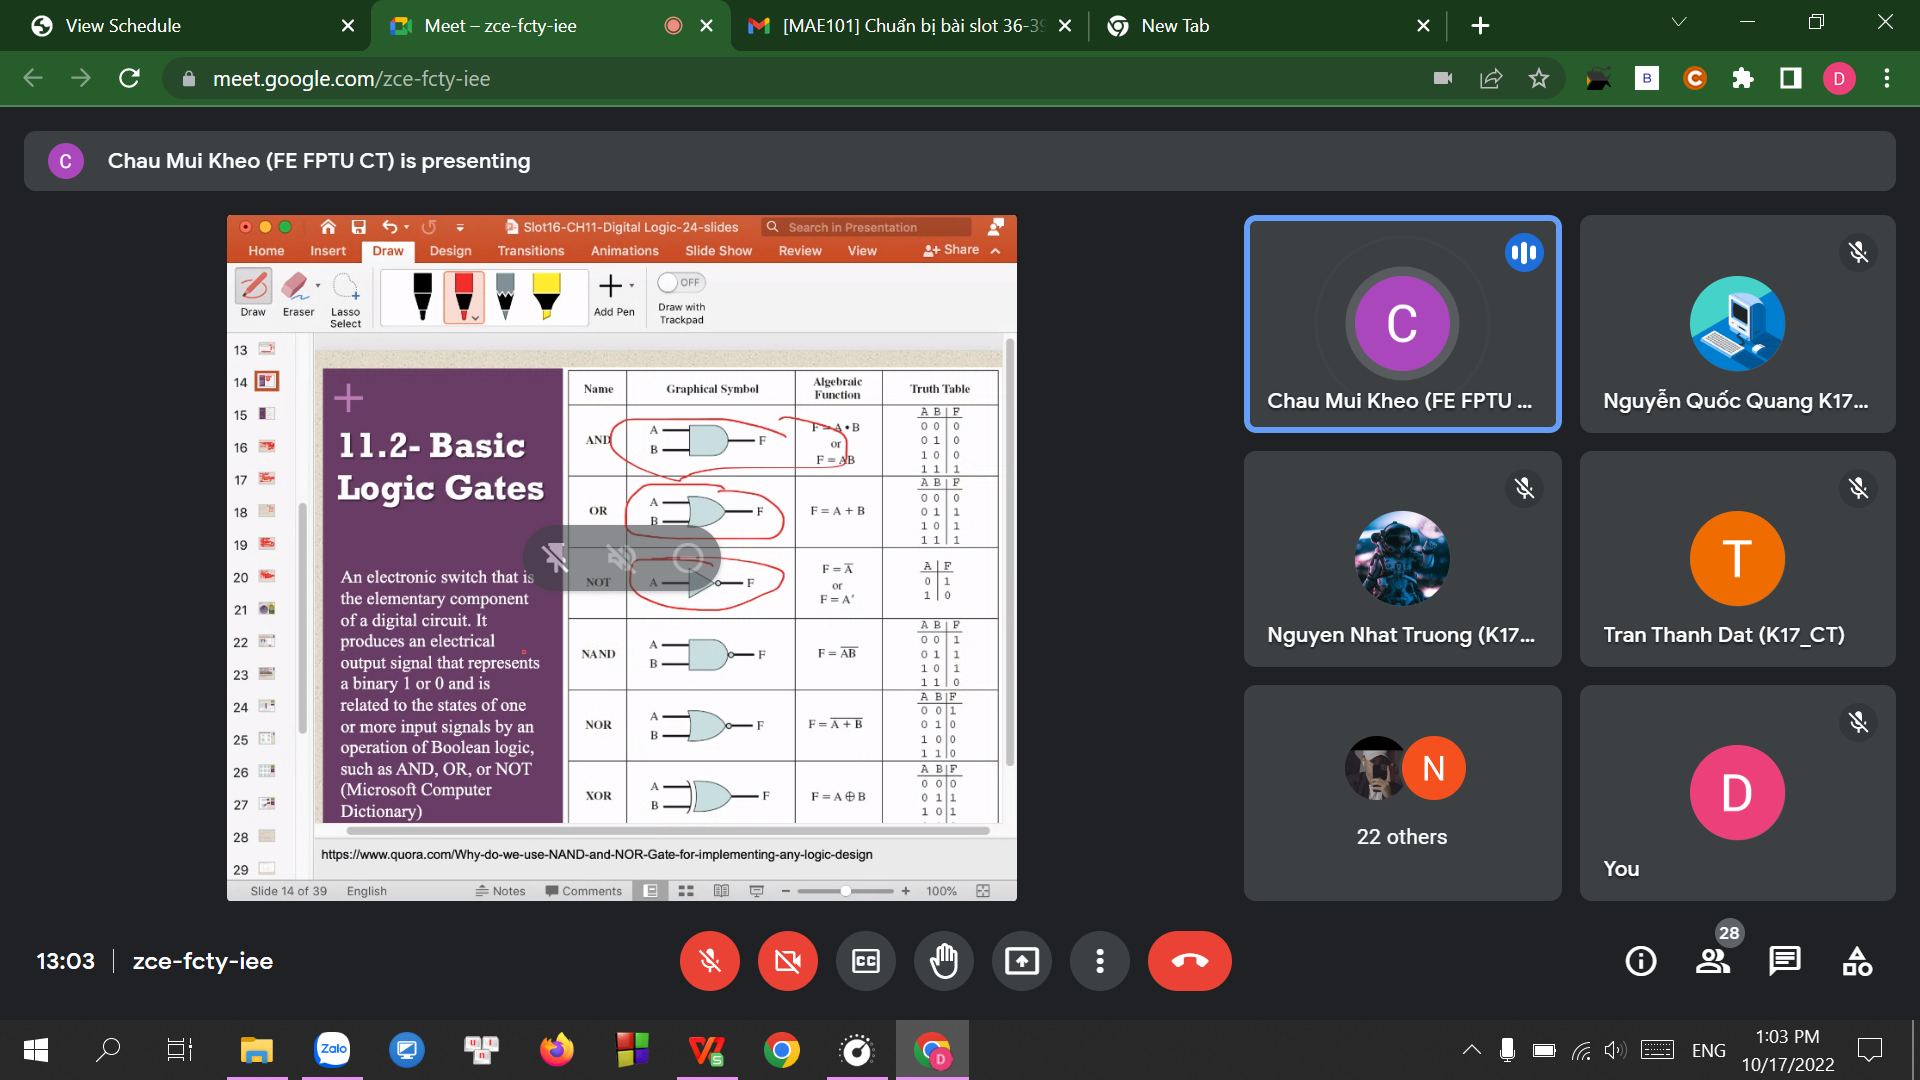 View Schedule
Meet – zce-fcty-iee
[MAE101] Chuẩn bị bài slot 36-39
New Tab
meet.google.com/zce-fcty-iee
B
C
D
C
Chau Mui Kheo (FE FPTU CT) is presenting
Slot16-CH11-Digital Logic-24-slides
Search in Presentation
Home
Insert
Draw
Design
Transitions
Animations
Slide Show
Review
View
Share
Draw
Eraser
Lasso
Select
Add Pen
OFF
Draw with
Trackpad
13
14
15
16
17
18
19
20
21
22
23
24
25
26
27
28
29
11.2- Basic
Logic Gates
An electronic switch that is
the elementary component
of a digital circuit. It
produces an electrical
output signal that represents
a binary 1 or 0 and is
related to the states of one
or more input signals by an
operation of Boolean logic,
such as AND, OR, or NOT
(Microsoft Computer
Dictionary)
Name Graphical Symbol Algebraic Function Truth Table
AND
A
B
F
F = A • B
or
F = AB
A B F
0 0 0
0 1 0
1 0 0
1 1 1
OR
A
B
F
F = A + B
A B F
0 0 0
0 1 1
1 0 1
1 1 1
NOT
A
F
F = A̅
or
F = A′
A F
0 1
1 0
NAND
A
B
F
F = A̅B̅
A B F
0 0 1
0 1 1
1 0 1
1 1 0
NOR
A
B
F
F = A̅ ̅+̅ ̅B̅
A B F
0 0 1
0 1 0
1 0 0
1 1 0
XOR
A
B
F
F = A ⊕ B
A B F
0 0 0
0 1 1
1 0 1
https://www.quora.com/Why-do-we-use-NAND-and-NOR-Gate-for-implementing-any-logic-design
Slide 14 of 39
English
Notes
Comments
100%
C
Chau Mui Kheo (FE FPTU ...
Nguyễn Quốc Quang K17...
Nguyen Nhat Truong (K17...
T
Tran Thanh Dat (K17_CT)
N
22 others
D
You
13:03
zce-fcty-iee
CC
28
Zalo
D
ENG
1:03 PM
10/17/2022